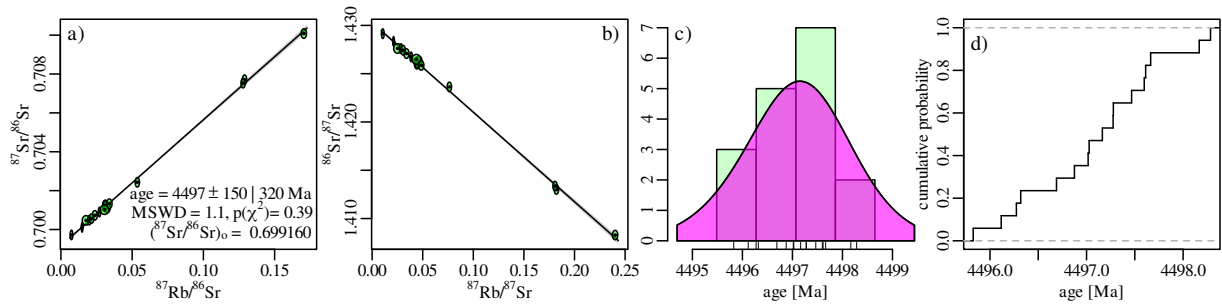 a)
⁸⁷Sr/⁸⁶Sr
0.700
0.704
0.708
age = 4497 ± 150 | 320 Ma
MSWD = 1.1, p(χ²)= 0.39
(⁸⁷Sr/⁸⁶Sr)ₒ = 0.699160
0.00 0.05 0.10 0.15
⁸⁷Rb/⁸⁶Sr
b)
⁸⁶Sr/⁸⁷Sr
1.410
1.420
1.430
0.00 0.05 0.10 0.15 0.20 0.25
⁸⁷Rb/⁸⁷Sr
c)
0 1 2 3 4 5 6 7
4495 4496 4497 4498 4499
age [Ma]
d)
cumulative probability
0.0 0.2 0.4 0.6 0.8 1.0
4496.0 4497.0 4498.0
age [Ma]